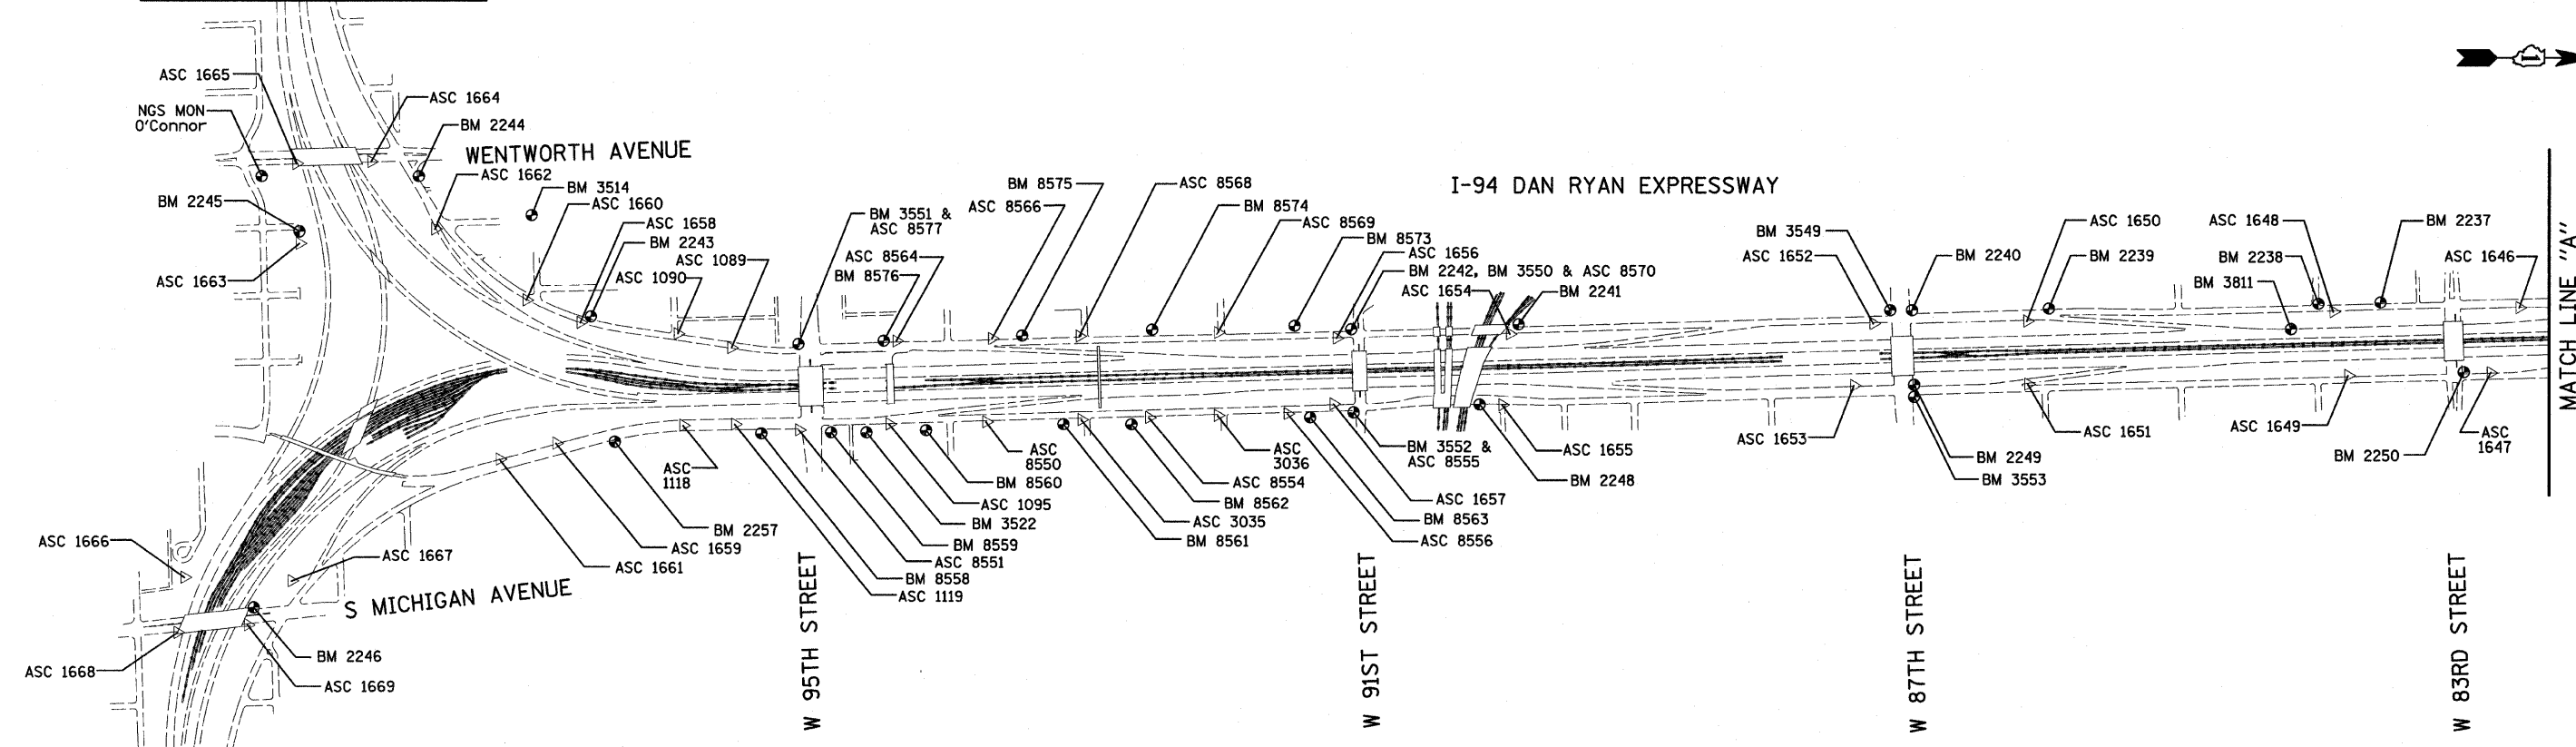 ASC 1665
NGS MON
O'Connor
ASC 1664
BM 2244
WENTWORTH AVENUE
ASC 1662
BM 2245
BM 3514
ASC 1660
ASC 1658
BM 2243
ASC 1089
ASC 1090
ASC 1663
BM 3551 &
ASC 8577
ASC 8564
BM 8576
BM 8575
ASC 8566
ASC 8568
BM 8574
ASC 8569
BM 8573
ASC 1656
BM 2242, BM 3550 & ASC 8570
ASC 1654
BM 2241
I-94 DAN RYAN EXPRESSWAY
BM 3549
ASC 1652
BM 2240
ASC 1650
BM 2239
ASC 1648
BM 2238
BM 3811
BM 2237
ASC 1646
MATCH LINE "A"
ASC
1118
ASC
8550
BM 8560
ASC 1095
BM 3522
BM 8559
ASC 8551
BM 8558
ASC 1119
BM 2257
ASC 1659
ASC 1661
ASC
3036
ASC 8554
BM 8562
ASC 3035
BM 8561
BM 3552 &
ASC 8555
ASC 1657
BM 8563
ASC 8556
ASC 1655
BM 2248
ASC 1653
BM 2249
BM 3553
ASC 1651
ASC 1649
BM 2250
ASC
1647
ASC 1666
ASC 1667
S MICHIGAN AVENUE
ASC 1668
BM 2246
ASC 1669
W 95TH STREET
W 91ST STREET
W 87TH STREET
W 83RD STREET